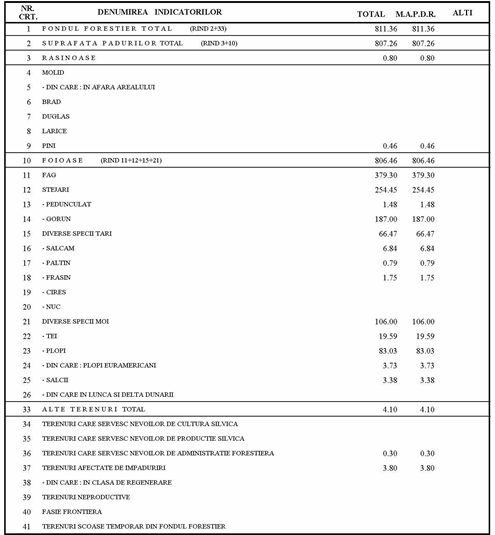 NR. CRT. DENUMIREA INDICATORILOR TOTAL M.A.P.D.R. ALTI
1 FONDUL FORESTIER TOTAL (RIND 2+33) 811.36 811.36
2 SUPRAFATA PADURILOR TOTAL (RIND 3+10) 807.26 807.26
3 RASINOASE 0.80 0.80
4 MOLID
5 - DIN CARE : IN AFARA AREALULUI
6 BRAD
7 DUGLAS
8 LARICE
9 PINI 0.46 0.46
10 FOIOASE (RIND 11+12+15+21) 806.46 806.46
11 FAG 379.30 379.30
12 STEJARI 254.45 254.45
13 - PEDUNCULAT 1.48 1.48
14 - GORUN 187.00 187.00
15 DIVERSE SPECII TARI 66.47 66.47
16 - SALCAM 6.84 6.84
17 - PALTIN 0.79 0.79
18 - FRASIN 1.75 1.75
19 - CIRES
20 - NUC
21 DIVERSE SPECII MOI 106.00 106.00
22 - TEI 19.59 19.59
23 - PLOPI 83.03 83.03
24 - DIN CARE : PLOPI EURAMERICANI 3.73 3.73
25 - SALCII 3.38 3.38
26 - DIN CARE IN LUNCA SI DELTA DUNARII
33 ALTE TERENURI TOTAL 4.10 4.10
34 TERENURI CARE SERVESC NEVOILOR DE CULTURA SILVICA
35 TERENURI CARE SERVESC NEVOILOR DE PRODUCTIE SILVICA
36 TERENURI CARE SERVESC NEVOILOR DE ADMINISTRATIE FORESTIERA 0.30 0.30
37 TERENURI AFECTATE DE IMPADURIRI 3.80 3.80
38 - DIN CARE : IN CLASA DE REGENERARE
39 TERENURI NEPRODUCTIVE
40 FASIE FRONTIERA
41 TERENURI SCOASE TEMPORAR DIN FONDUL FORESTIER